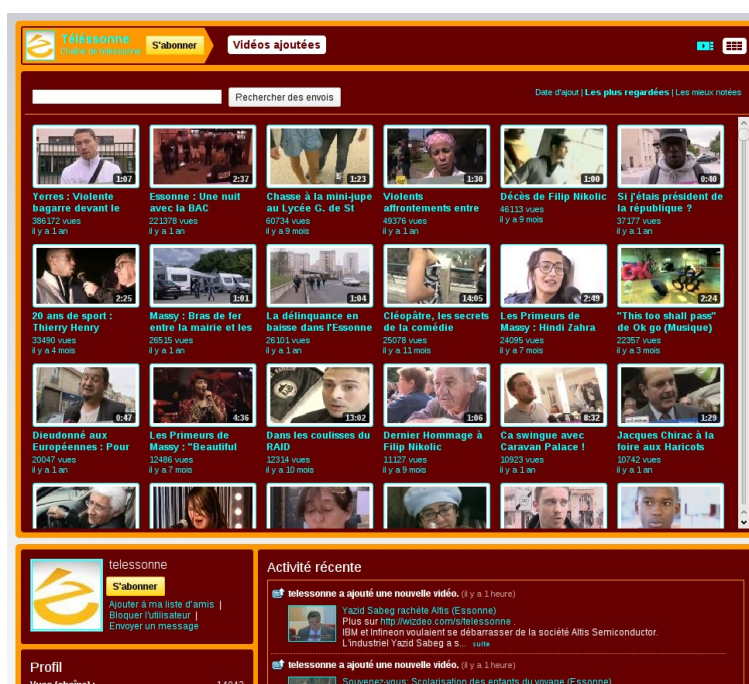 Téléssonne
Chaîne de telessonne
S'abonner
Vidéos ajoutées
Rechercher des envois
Date d'ajout | Les plus regardées | Les mieux notées
1:07
2:37
1:23
1:30
1:00
0:40
Yerres : Violente
bagarre devant le
386172 vues
il y a 1 an
Essonne : Une nuit
avec la BAC
221378 vues
il y a 1 an
Chasse à la mini-jupe
au Lycée G. de St
60734 vues
il y a 9 mois
Violents
affrontements entre
49376 vues
il y a 1 an
Décès de Filip Nikolic
46113 vues
il y a 9 mois
Si j'étais président de
la république ?
37177 vues
il y a 1 an
2:25
1:01
1:04
14:05
2:49
2:24
20 ans de sport :
Thierry Henry
33490 vues
il y a 4 mois
Massy : Bras de fer
entre la mairie et les
26515 vues
il y a 1 an
La délinquance en
baisse dans l'Essonne
26101 vues
il y a 1 an
Cléopâtre, les secrets
de la comédie
25078 vues
il y a 11 mois
Les Primeurs de
Massy : Hindi Zahra
24095 vues
il y a 7 mois
"This too shall pass"
de Ok go (Musique)
22357 vues
il y a 3 mois
0:47
4:36
13:02
1:06
8:32
1:29
Dieudonné aux
Européennes : Pour
20047 vues
il y a 1 an
Les Primeurs de
Massy : "Beautiful
12486 vues
il y a 7 mois
Dans les coulisses du
RAID
12314 vues
il y a 10 mois
Dernier Hommage à
Filip Nikolic
11127 vues
il y a 9 mois
Ca swingue avec
Caravan Palace !
10923 vues
il y a 1 an
Jacques Chirac à la
foire aux Haricots
10742 vues
il y a 1 an
telessonne
S'abonner
Ajouter à ma liste d'amis |
Bloquer l'utilisateur |
Envoyer un message
Profil
Vues (chaîne) : 14042
Activité récente
telessonne a ajouté une nouvelle vidéo. (il y a 1 heure)
Yazid Sabeg rachète Altis (Essonne)
Plus sur http://wizdeo.com/s/telessonne .
IBM et Infineon voulaient se débarrasser de la société Altis Semiconductor.
L'industriel Yazid Sabeg a s... suite
telessonne a ajouté une nouvelle vidéo. (il y a 1 heure)
Souvenez-vous: Scolarisation des enfants du voyage (Essonne)